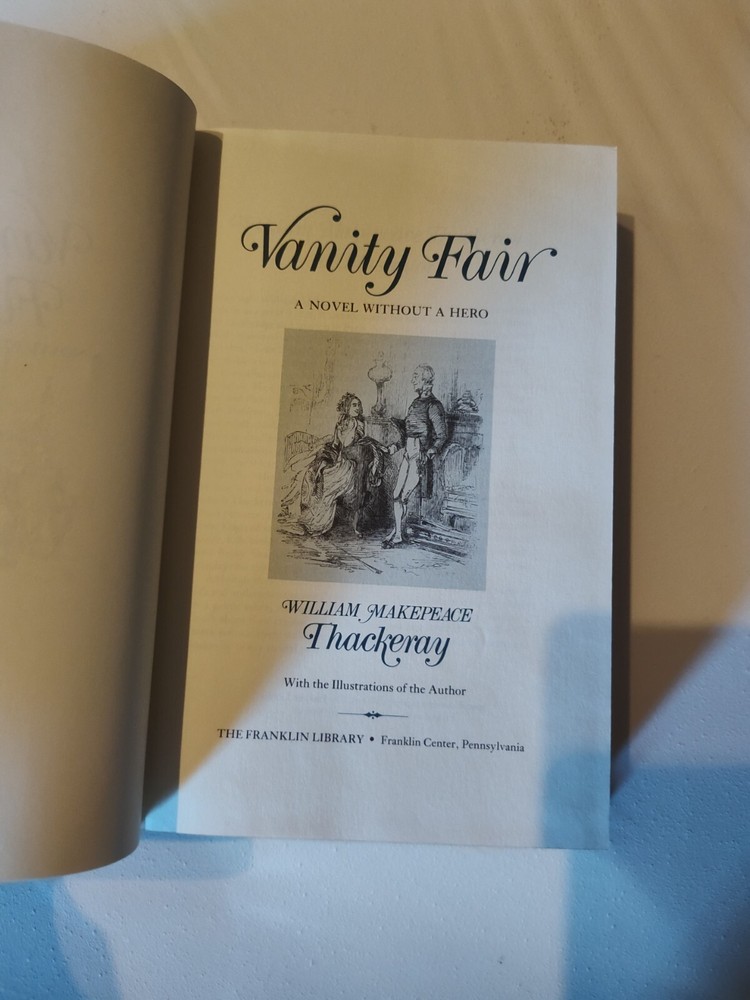 Vanity Fair
A NOVEL WITHOUT A HERO
WILLIAM MAKEPEACE
Thackeray
With the Illustrations of the Author
THE FRANKLIN LIBRARY • Franklin Center, Pennsylvania